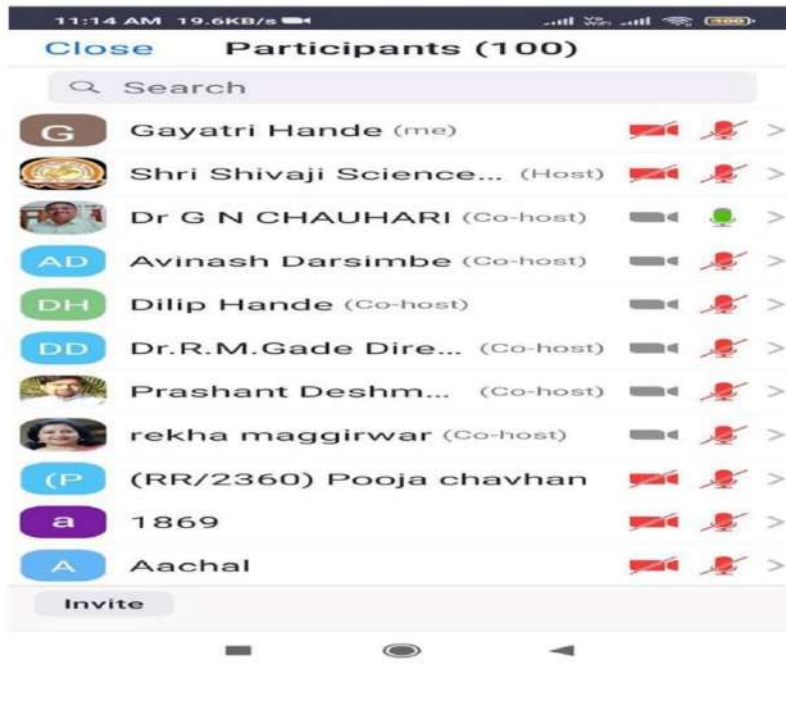 11:14 AM 19.6KB/s
Close Participants (100)
Search
G Gayatri Hande (me)
Shri Shivaji Science... (Host)
Dr G N CHAUHARI (Co-host)
AD Avinash Darsimbe (Co-host)
DH Dilip Hande (Co-host)
DD Dr.R.M.Gade Dire... (Co-host)
Prashant Deshm... (Co-host)
rekha maggirwar (Co-host)
(P (RR/2360) Pooja chavhan
a 1869
A Aachal
Invite